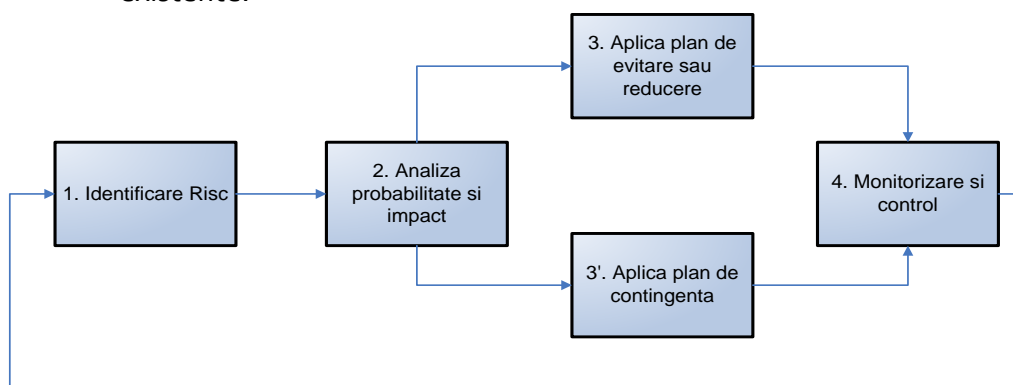 existente.
3. Aplica plan de
evitare sau
reducere
1. Identificare Risc
2. Analiza
probabilitate si
impact
4. Monitorizare si
control
3'. Aplica plan de
contingenta